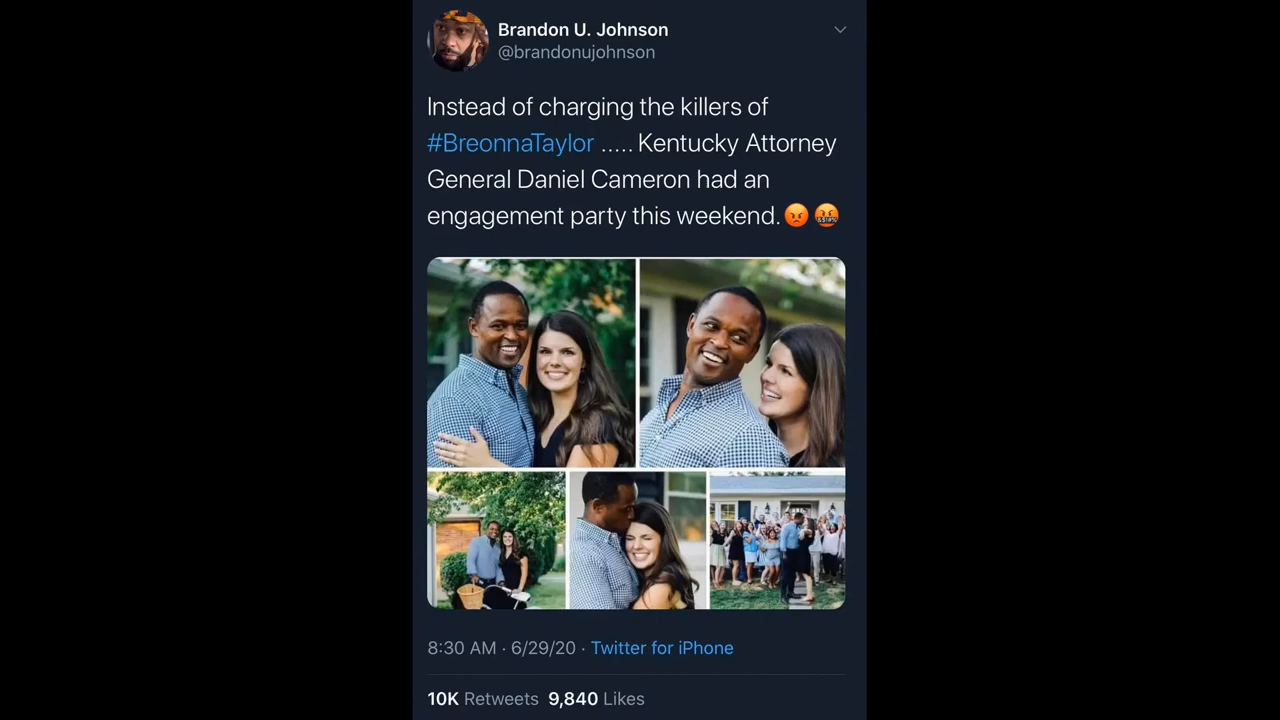 Brandon U. Johnson
@brandonujohnson
Instead of charging the killers of
#BreonnaTaylor ..... Kentucky Attorney
General Daniel Cameron had an
engagement party this weekend.😡🤬
8:30 AM · 6/29/20 · Twitter for iPhone
10K Retweets 9,840 Likes